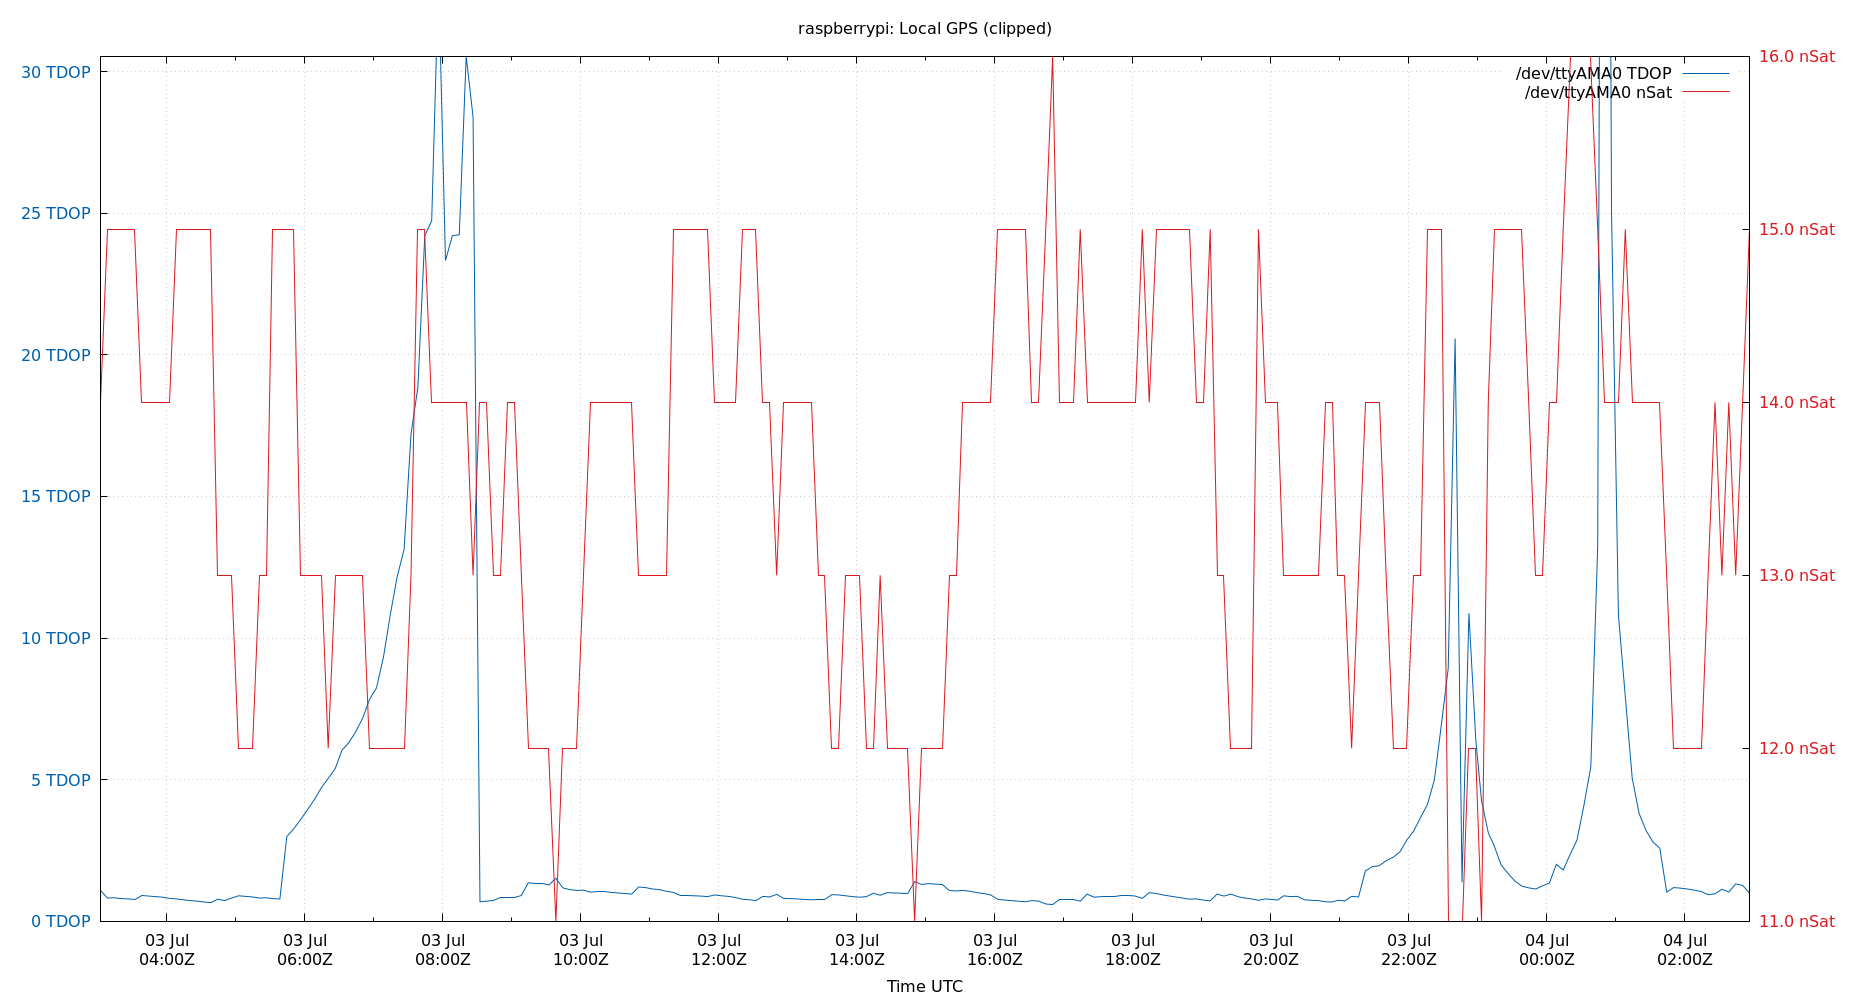 raspberrypi: Local GPS (clipped)
/dev/ttyAMA0 TDOP
/dev/ttyAMA0 nSat
30 TDOP
25 TDOP
20 TDOP
15 TDOP
10 TDOP
5 TDOP
0 TDOP
16.0 nSat
15.0 nSat
14.0 nSat
13.0 nSat
12.0 nSat
11.0 nSat
03 Jul 03 Jul 03 Jul 03 Jul 03 Jul 03 Jul 03 Jul 03 Jul 03 Jul 03 Jul 04 Jul 04 Jul
04:00Z 06:00Z 08:00Z 10:00Z 12:00Z 14:00Z 16:00Z 18:00Z 20:00Z 22:00Z 00:00Z 02:00Z
Time UTC